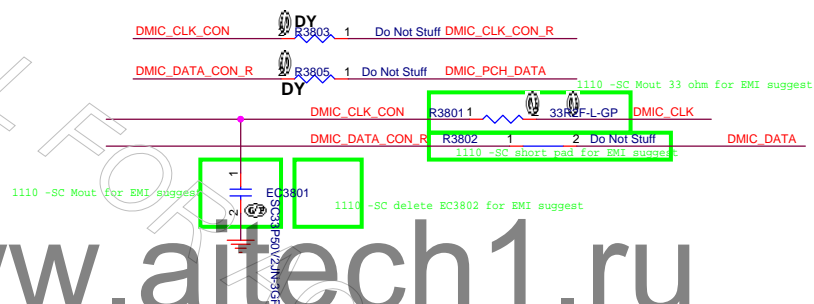 DY
DMIC_CLK_CON 2 R3803 1 Do Not Stuff DMIC_CLK_CON_R
DMIC_DATA_CON_R 2 R3805 1 Do Not Stuff DMIC_PCH_DATA
DY
1110 -SC Mout 33 ohm for EMI suggest
DMIC_CLK_CON R3801 1 2 33R2F-L-GP DMIC_CLK
DMIC_DATA_CON_R R3802 1 2 Do Not Stuff DMIC_DATA
1110 -SC short pad for EMI suggest
1110 -SC Mout for EMI suggest
1
EC3801
2
SC33P50V2JN-3GP
1110 -SC delete EC3802 for EMI suggest
w.aitech1.ru
L FOR